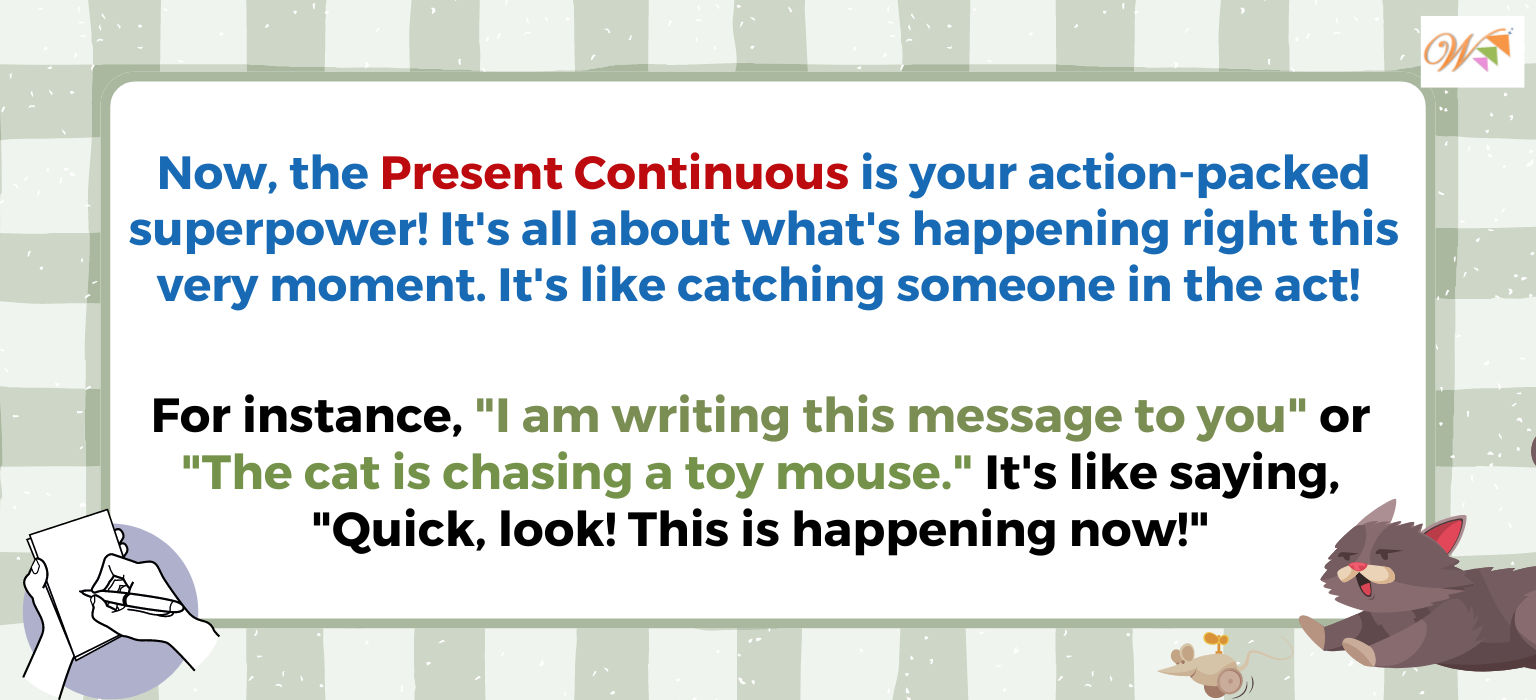 W
Now, the Present Continuous is your action-packed
superpower! It's all about what's happening right this
very moment. It's like catching someone in the act!
For instance, "I am writing this message to you" or
"The cat is chasing a toy mouse." It's like saying,
"Quick, look! This is happening now!"